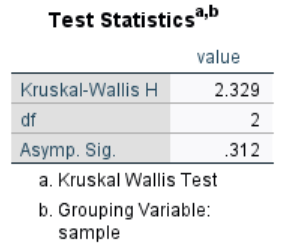 Test Statistics^a,b
value
Kruskal-Wallis H 2.329
df 2
Asymp. Sig. .312
a. Kruskal Wallis Test
b. Grouping Variable:
sample